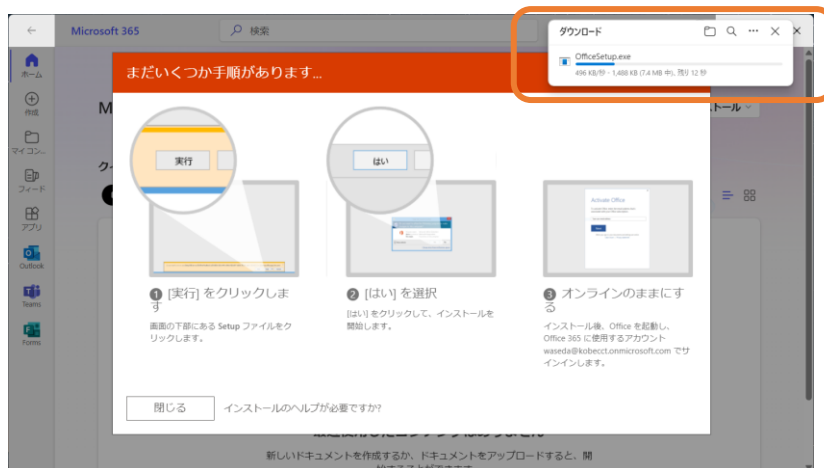 Microsoft 365
検索
ダウンロード
OfficeSetup.exe
496 KB/秒 - 1,488 KB (7.4 MB 中)、残り 12 秒
ホーム
作成
マイ コン...
フィード
アプリ
Outlook
Teams
Forms
M
ストール
ク
まだいくつか手順があります...
実行
はい
Activate Office
❶ [実行] をクリックしま
す
画面の下部にある Setup ファイルをク
リックします。
❷ [はい] を選択
[はい] をクリックして、インストールを
開始します。
❸ オンラインのままにす
る
インストール後、Office を起動し、
Office 365 に使用するアカウント
waseda@kobecct.onmicrosoft.com でサ
インインします。
閉じる
インストールのヘルプが必要ですか?
新しいドキュメントを作成するか、ドキュメントをアップロードすると、開